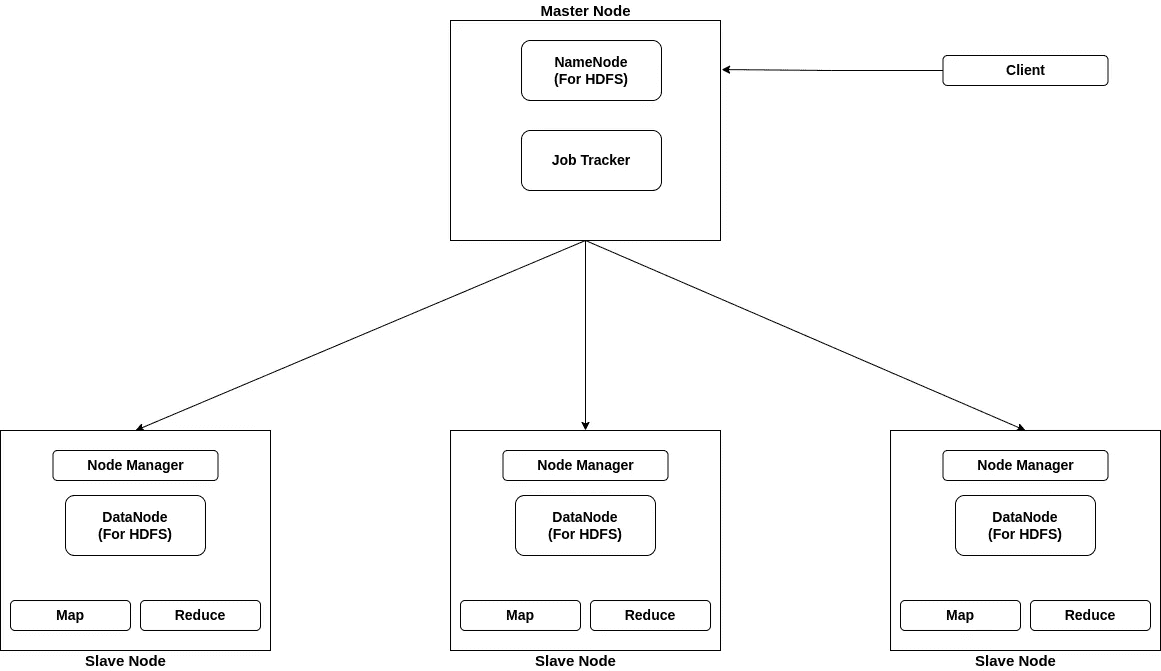 Master Node
NameNode
(For HDFS)
Client
Job Tracker
Node Manager
DataNode
(For HDFS)
Map
Reduce
Slave Node
Node Manager
DataNode
(For HDFS)
Map
Reduce
Slave Node
Node Manager
DataNode
(For HDFS)
Map
Reduce
Slave Node